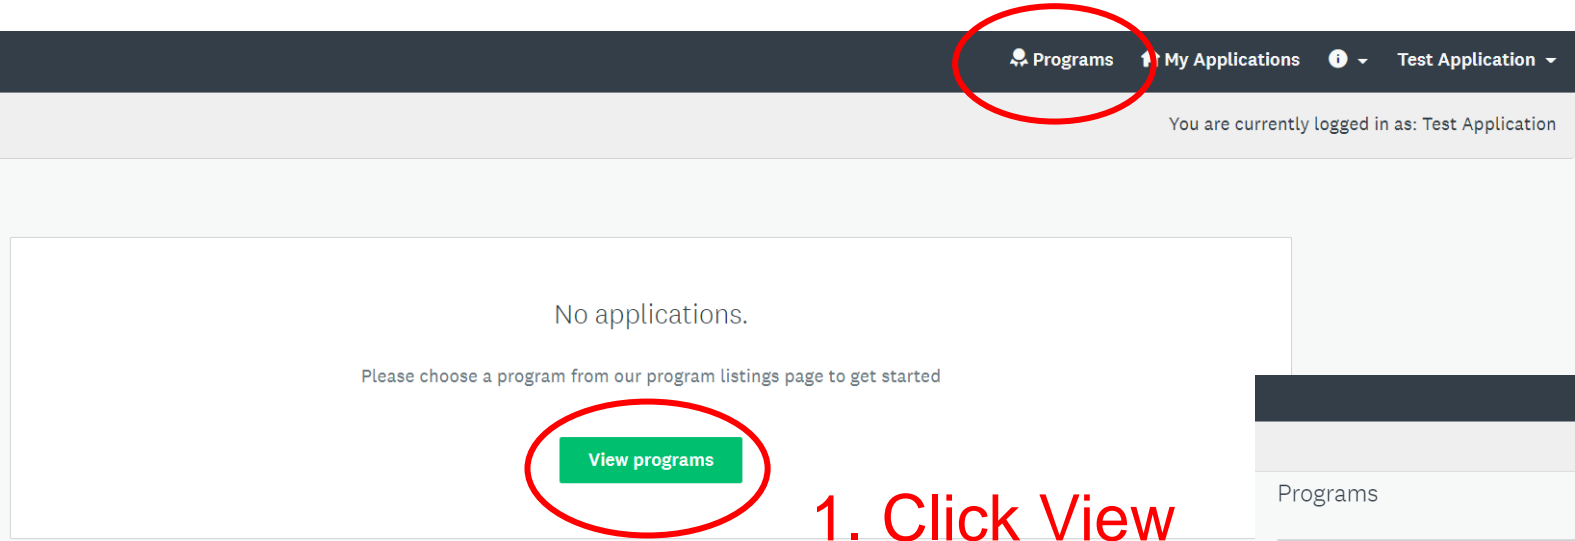 Programs My Applications Test Application
You are currently logged in as: Test Application
No applications.
Please choose a program from our program listings page to get started
View programs
1. Click View
Programs